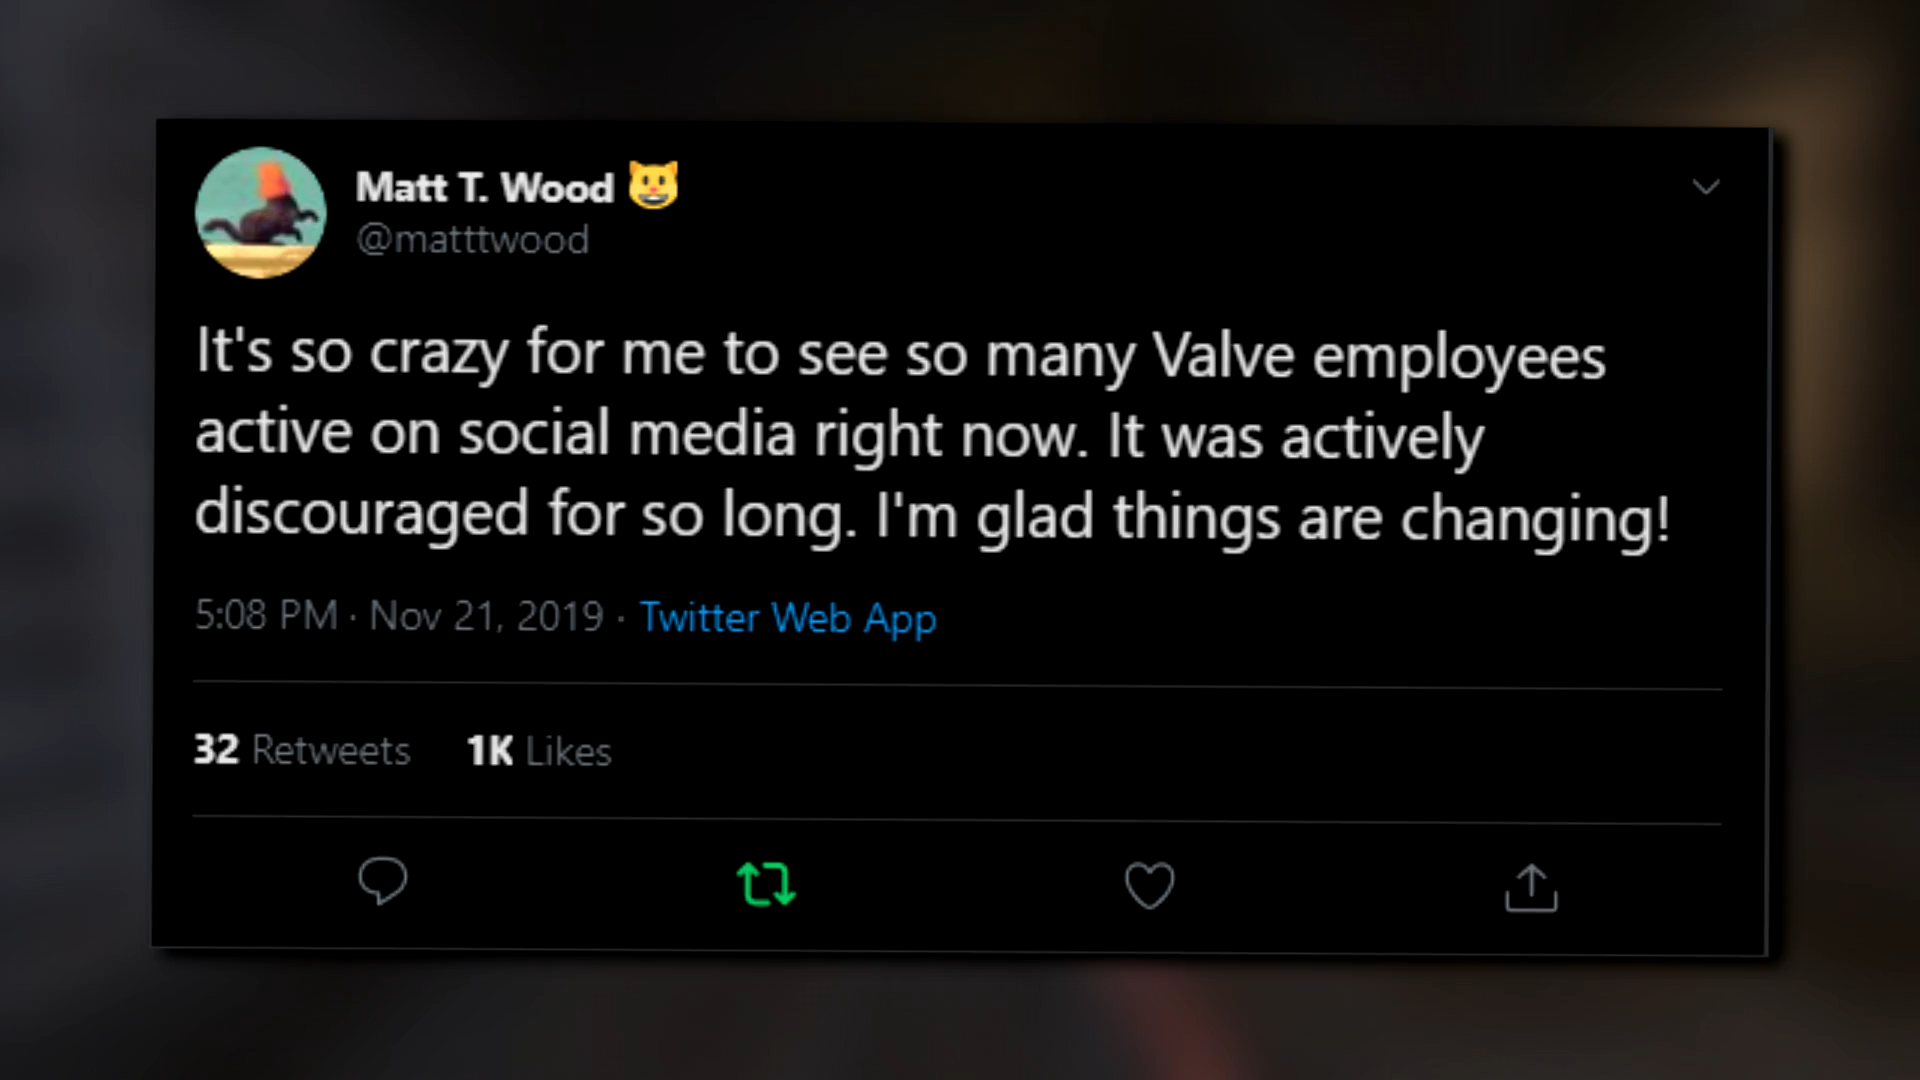 Matt T. Wood 😺
@matttwood
It's so crazy for me to see so many Valve employees
active on social media right now. It was actively
discouraged for so long. I'm glad things are changing!
5:08 PM · Nov 21, 2019 · Twitter Web App
32 Retweets 1K Likes